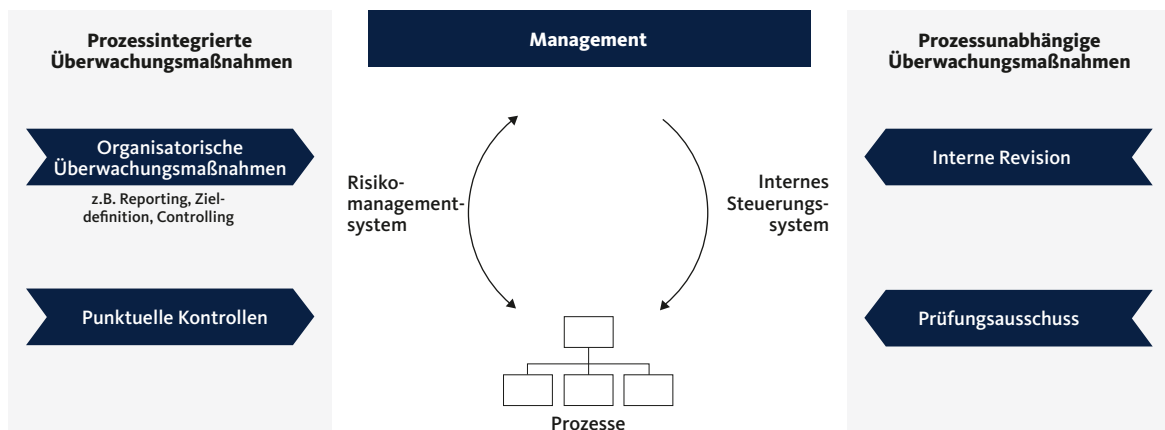 Prozessintegrierte
Überwachungsmaßnahmen
Organisatorische
Überwachungsmaßnahmen
z.B. Reporting, Ziel-
definition, Controlling
Punktuelle Kontrollen
Management
Risiko-
management-
system
Internes
Steuerungs-
system
Prozesse
Prozessunabhängige
Überwachungsmaßnahmen
Interne Revision
Prüfungsausschuss